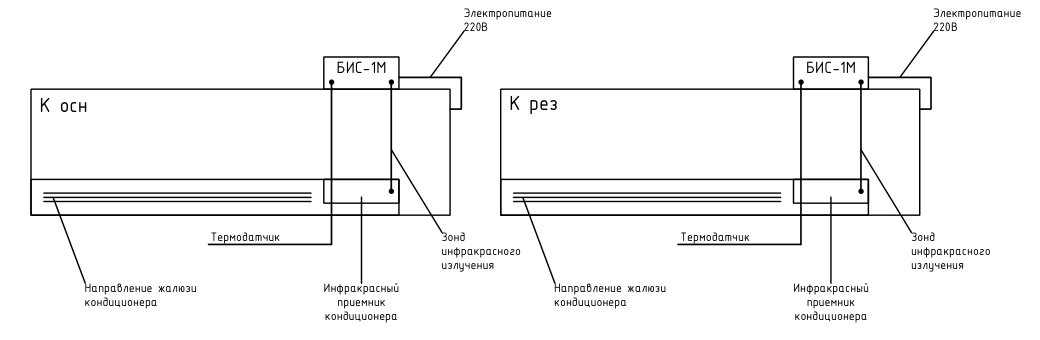 Электропитание
220В
БИС-1М
К осн
Термодатчик
Зонд
инфракрасного
излучения
Направление жалюзи
кондиционера
Инфракрасный
приемник
кондиционера
Электропитание
220В
БИС-1М
К рез
Термодатчик
Зонд
инфракрасного
излучения
Направление жалюзи
кондиционера
Инфракрасный
приемник
кондиционера